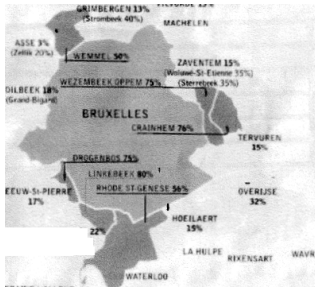 GRIMBERGEN 13%
(Strombeek 40%)
MACHELEN
ASSE 3%
(Zellik 20%)
WEMMEL 50%
ZAVENTEM 15%
(Woluwé-St-Etienne 35%)
(Sterrebeek 35%)
WEZEMBEEK OPPEM 75%
DILBEEK 18%
(Grand-Bigard)
BRUXELLES
CRAINHEM 76%
TERVUREN
15%
DROGENBOS 75%
LINKEBEEK 80%
EEUW-St-PIERRE
17%
RHODE ST-GENESE 56%
OVERIJSE
32%
HOEILAERT
15%
22%
LA HULPE
RIXENSART
WAVR
WATERLOO